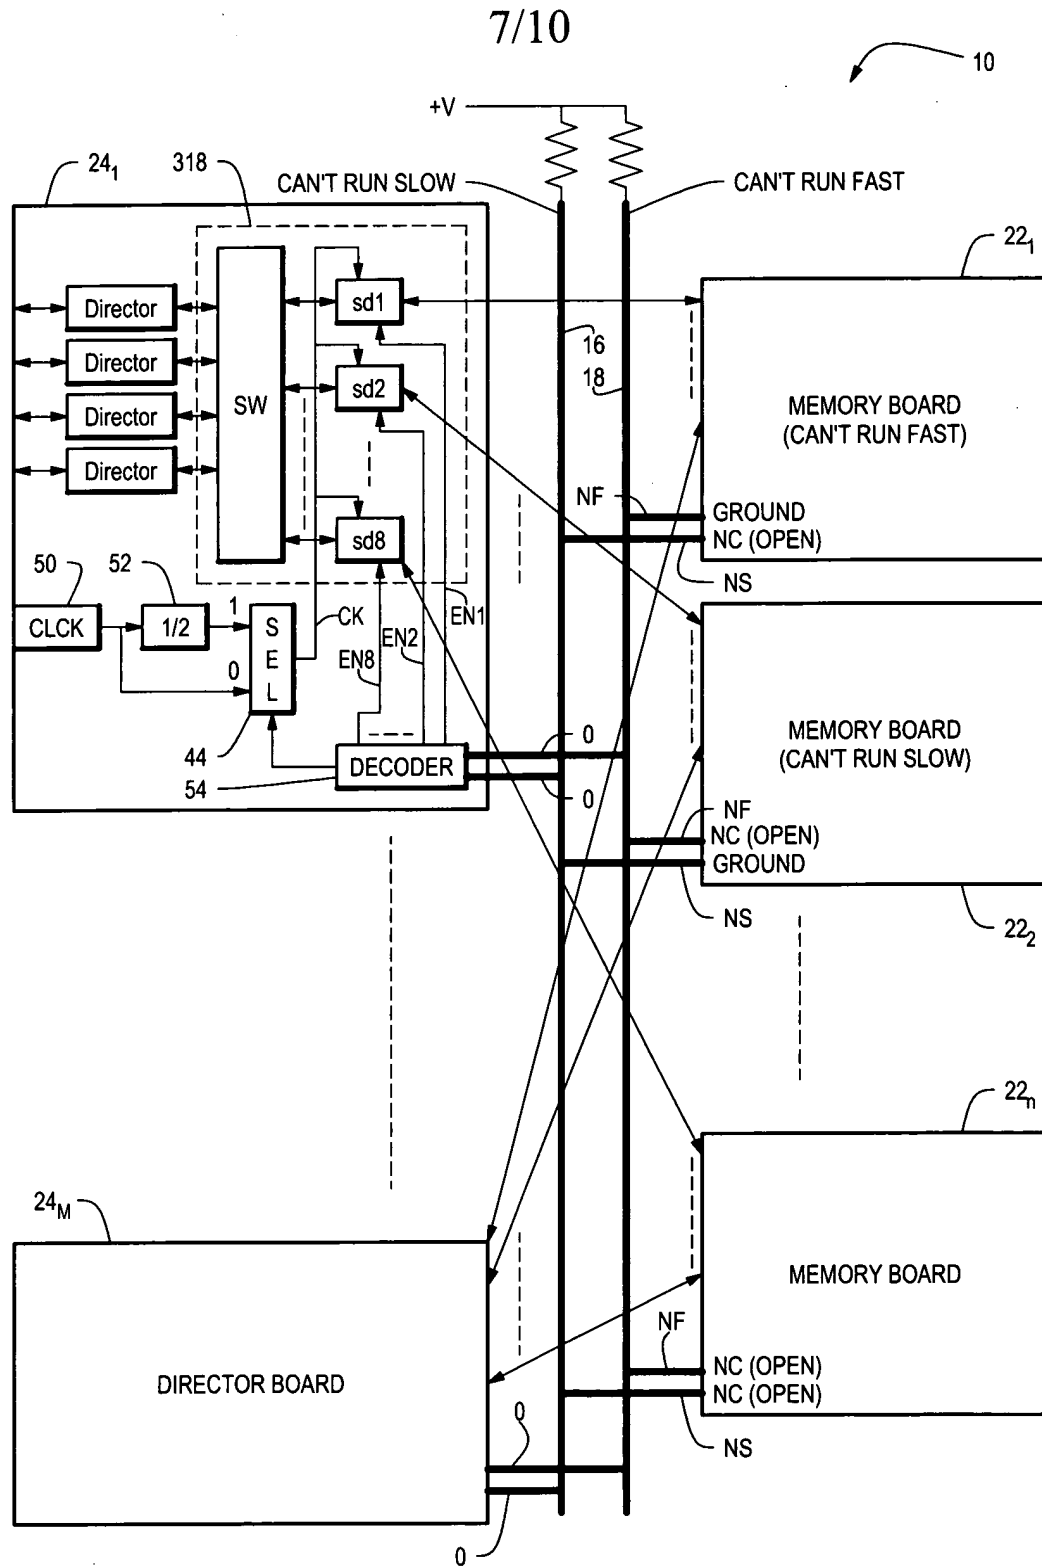 7/10
10
+V
24₁
318
CAN'T RUN SLOW
CAN'T RUN FAST
22₁
Director
Director
Director
Director
SW
sd1
sd2
sd8
16
18
MEMORY BOARD
(CAN'T RUN FAST)
NF
GROUND
NC (OPEN)
NS
50
52
CLCK
1/2
1
0
S
E
L
CK
EN8
EN2
EN1
44
54
DECODER
0
0
MEMORY BOARD
(CAN'T RUN SLOW)
NF
NC (OPEN)
GROUND
NS
22₂
22ₙ
24M
MEMORY BOARD
DIRECTOR BOARD
NF
NC (OPEN)
NC (OPEN)
NS
0
0